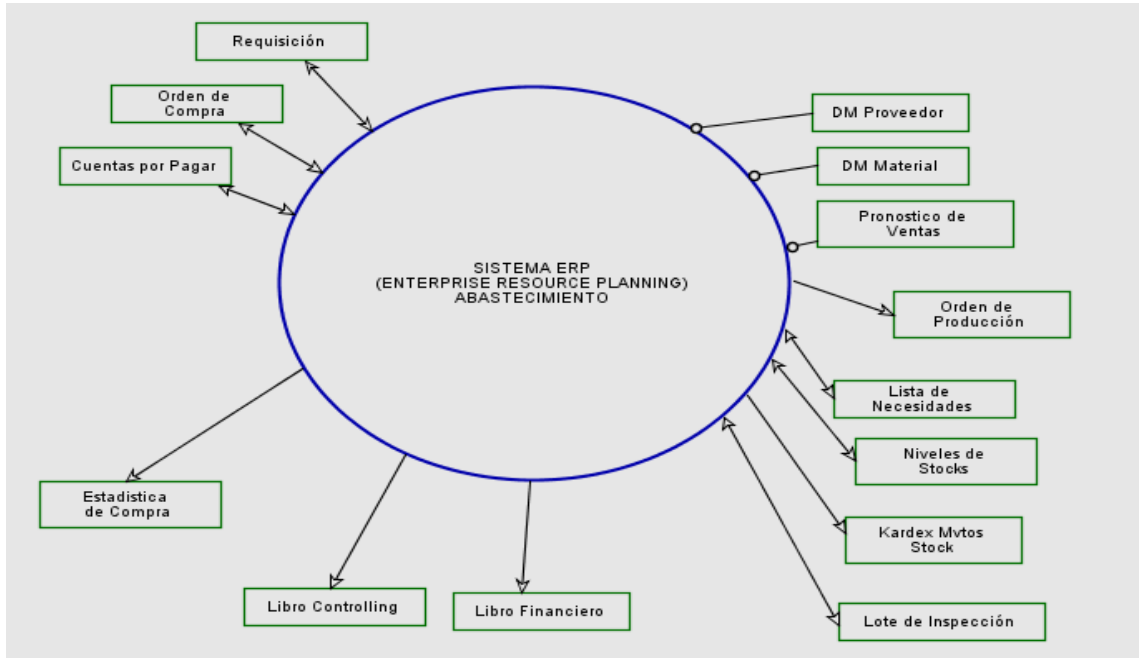 Requisición
Orden de
Compra
Cuentas por Pagar
DM Proveedor
DM Material
Pronostico de
Ventas
SISTEMA ERP
(ENTERPRISE RESOURCE PLANNING)
ABASTECIMIENTO
Orden de
Producción
Lista de
Necesidades
Niveles de
Stocks
Kardex Mvtos
Stock
Lote de Inspección
Estadistica
de Compra
Libro Controlling
Libro Financiero